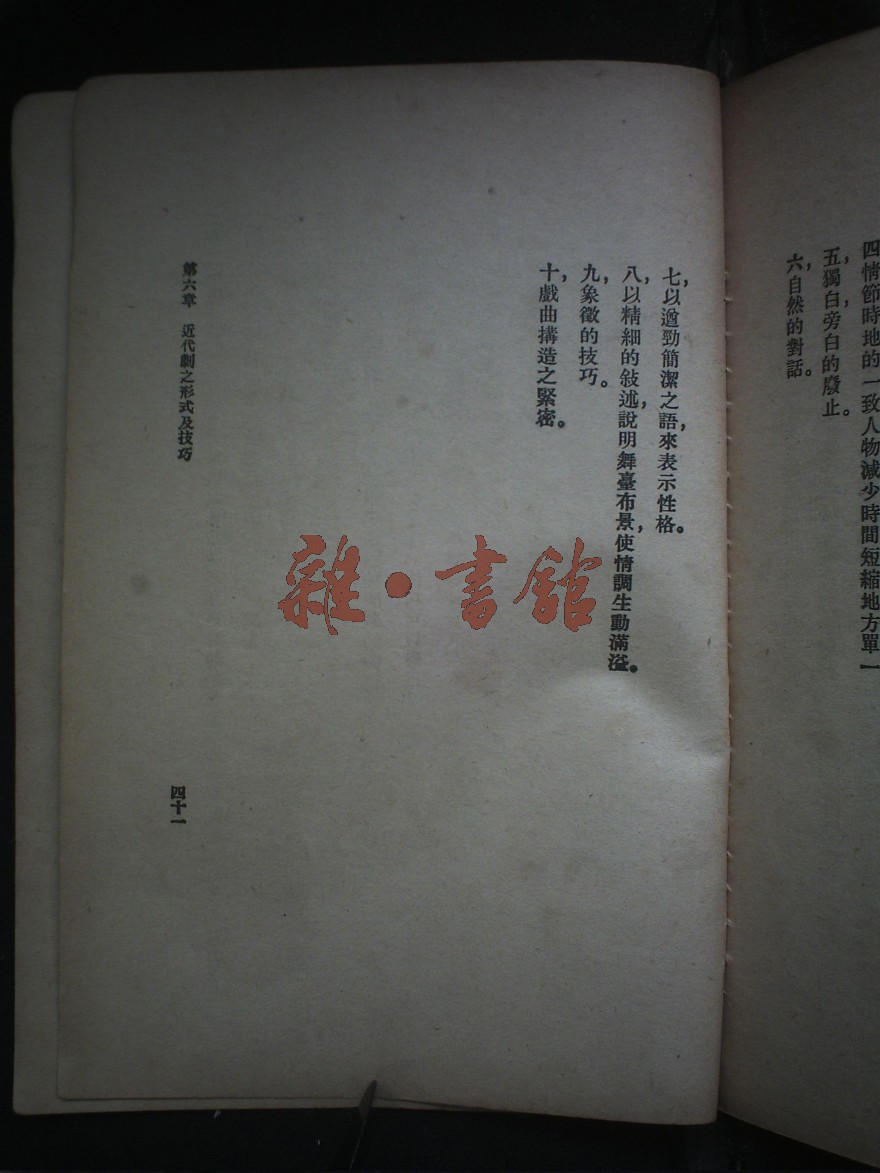 四情節時地的一致人物減少時間短縮地方單一
五,獨白,旁白的廢止。
六,自然的對話。
七,以遒勁簡潔之語,來表示性格。
八,以精細的敍述,說明舞臺布景,使情調生動滿溢。
九,象徵的技巧。
十,戲曲搆造之緊密。
第六章 近代劇之形式及技巧
四十一
雜·書館